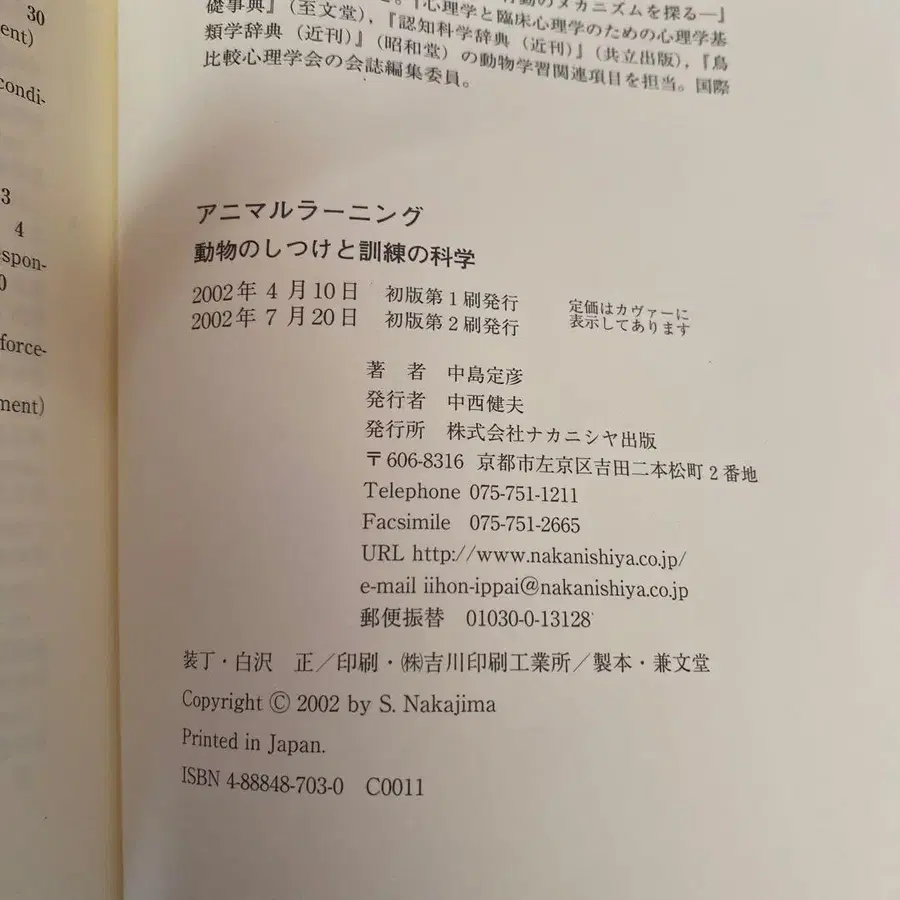 30
ent)
condi-
3
4
spon-
0
force-
ment)
動のメカニズムを探る―』
『心理学と臨床心理学のための心理学基
礎事典』(至文堂),『認知科学辞典(近刊)』(共立出版),『鳥
類学辞典(近刊)』(昭和堂)の動物学習関連項目を担当。国際
比較心理学会の会誌編集委員。
アニマルラーニング
動物のしつけと訓練の科学
2002年 4 月10日 初版第1刷発行
2002年 7 月20日 初版第2刷発行
定価はカヴァーに
表示してあります
著 者 中島定彦
発行者 中西健夫
発行所 株式会社ナカニシヤ出版
〒606-8316 京都市左京区吉田二本松町2番地
Telephone 075-751-1211
Facsimile 075-751-2665
URL http://www.nakanishiya.co.jp/
e-mail iihon-ippai@nakanishiya.co.jp
郵便振替 01030-0-13128
装丁・白沢 正/印刷・㈱吉川印刷工業所/製本・兼文堂
Copyright © 2002 by S. Nakajima
Printed in Japan.
ISBN 4-88848-703-0 C0011